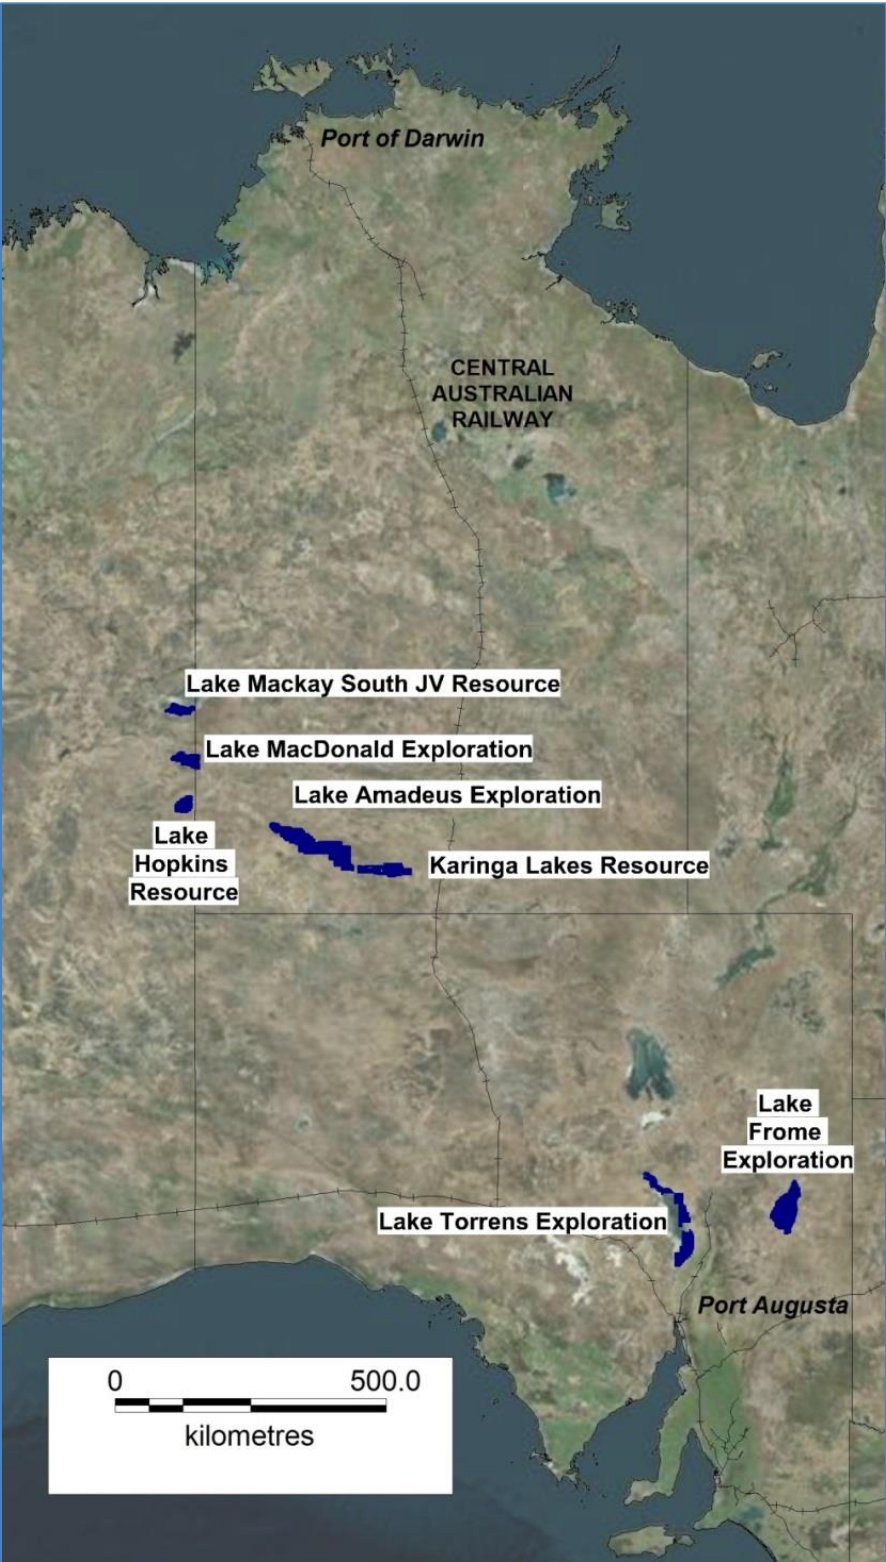 Port of Darwin
CENTRAL
AUSTRALIAN
RAILWAY
Lake Mackay South JV Resource
Lake MacDonald Exploration
Lake Amadeus Exploration
Lake
Hopkins
Resource
Karinga Lakes Resource
Lake
Frome
Exploration
Lake Torrens Exploration
Port Augusta
0 500.0
kilometres